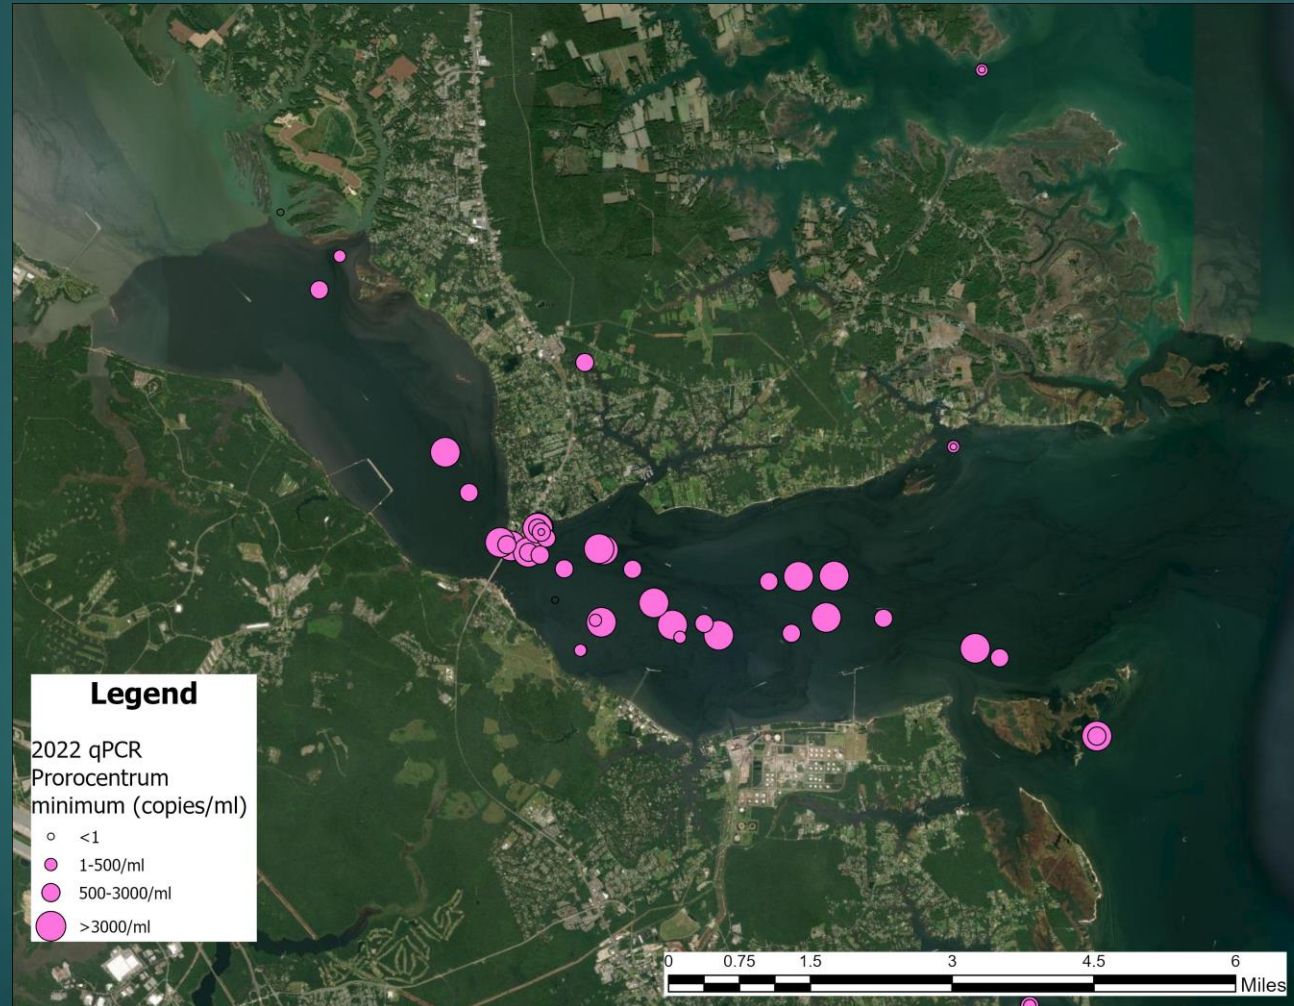 Legend
2022 qPCR
Prorocentrum
minimum (copies/ml)
<1
1-500/ml
500-3000/ml
>3000/ml
0 0.75 1.5 3 4.5 6
Miles